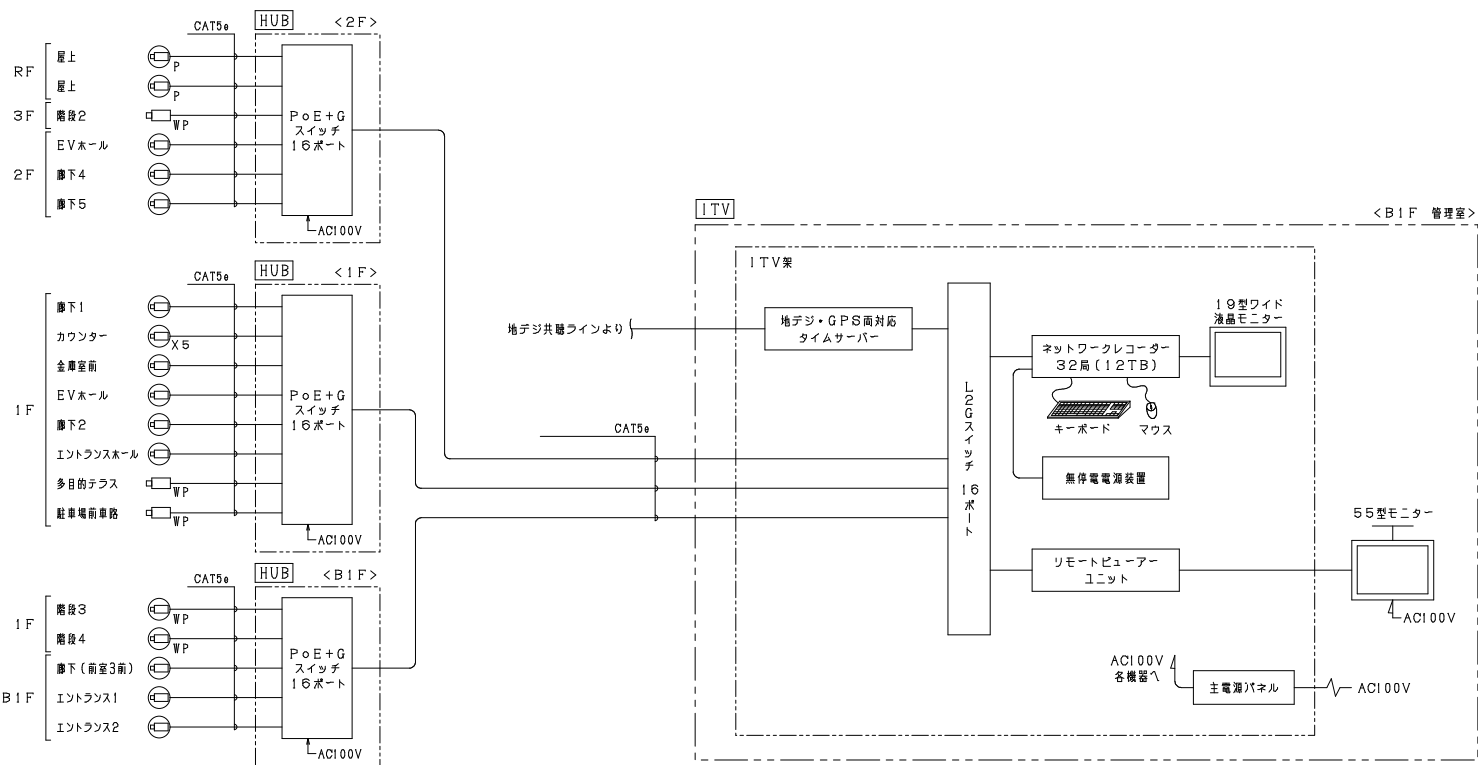 CAT5e
HUB
<2F>
RF
屋上
P
屋上
P
3F
階段2
WP
2F
EVホール
廊下4
廊下5
PoE+G
スイッチ
16ポート
AC100V
CAT5e
HUB
<1F>
1F
廊下1
カウンター
X5
金庫室前
EVホール
廊下2
エントランスホール
多目的テラス
WP
駐車場前車路
WP
PoE+G
スイッチ
16ポート
AC100V
CAT5e
HUB
<B1F>
1F
階段3
WP
階段4
WP
B1F
廊下(前室3前)
エントランス1
エントランス2
PoE+G
スイッチ
16ポート
AC100V
CAT5e
ITV
<B1F 管理室>
ITV架
地デジ共聴ラインより
地デジ・GPS両対応
タイムサーバー
L2Gスイッチ 16ポート
ネットワークレコーダー
32局(12TB)
19型ワイド
液晶モニター
キーボード
マウス
無停電電源装置
リモートビューアー
ユニット
55型モニター
AC100V
AC100V
各機器へ
主電源パネル
AC100V